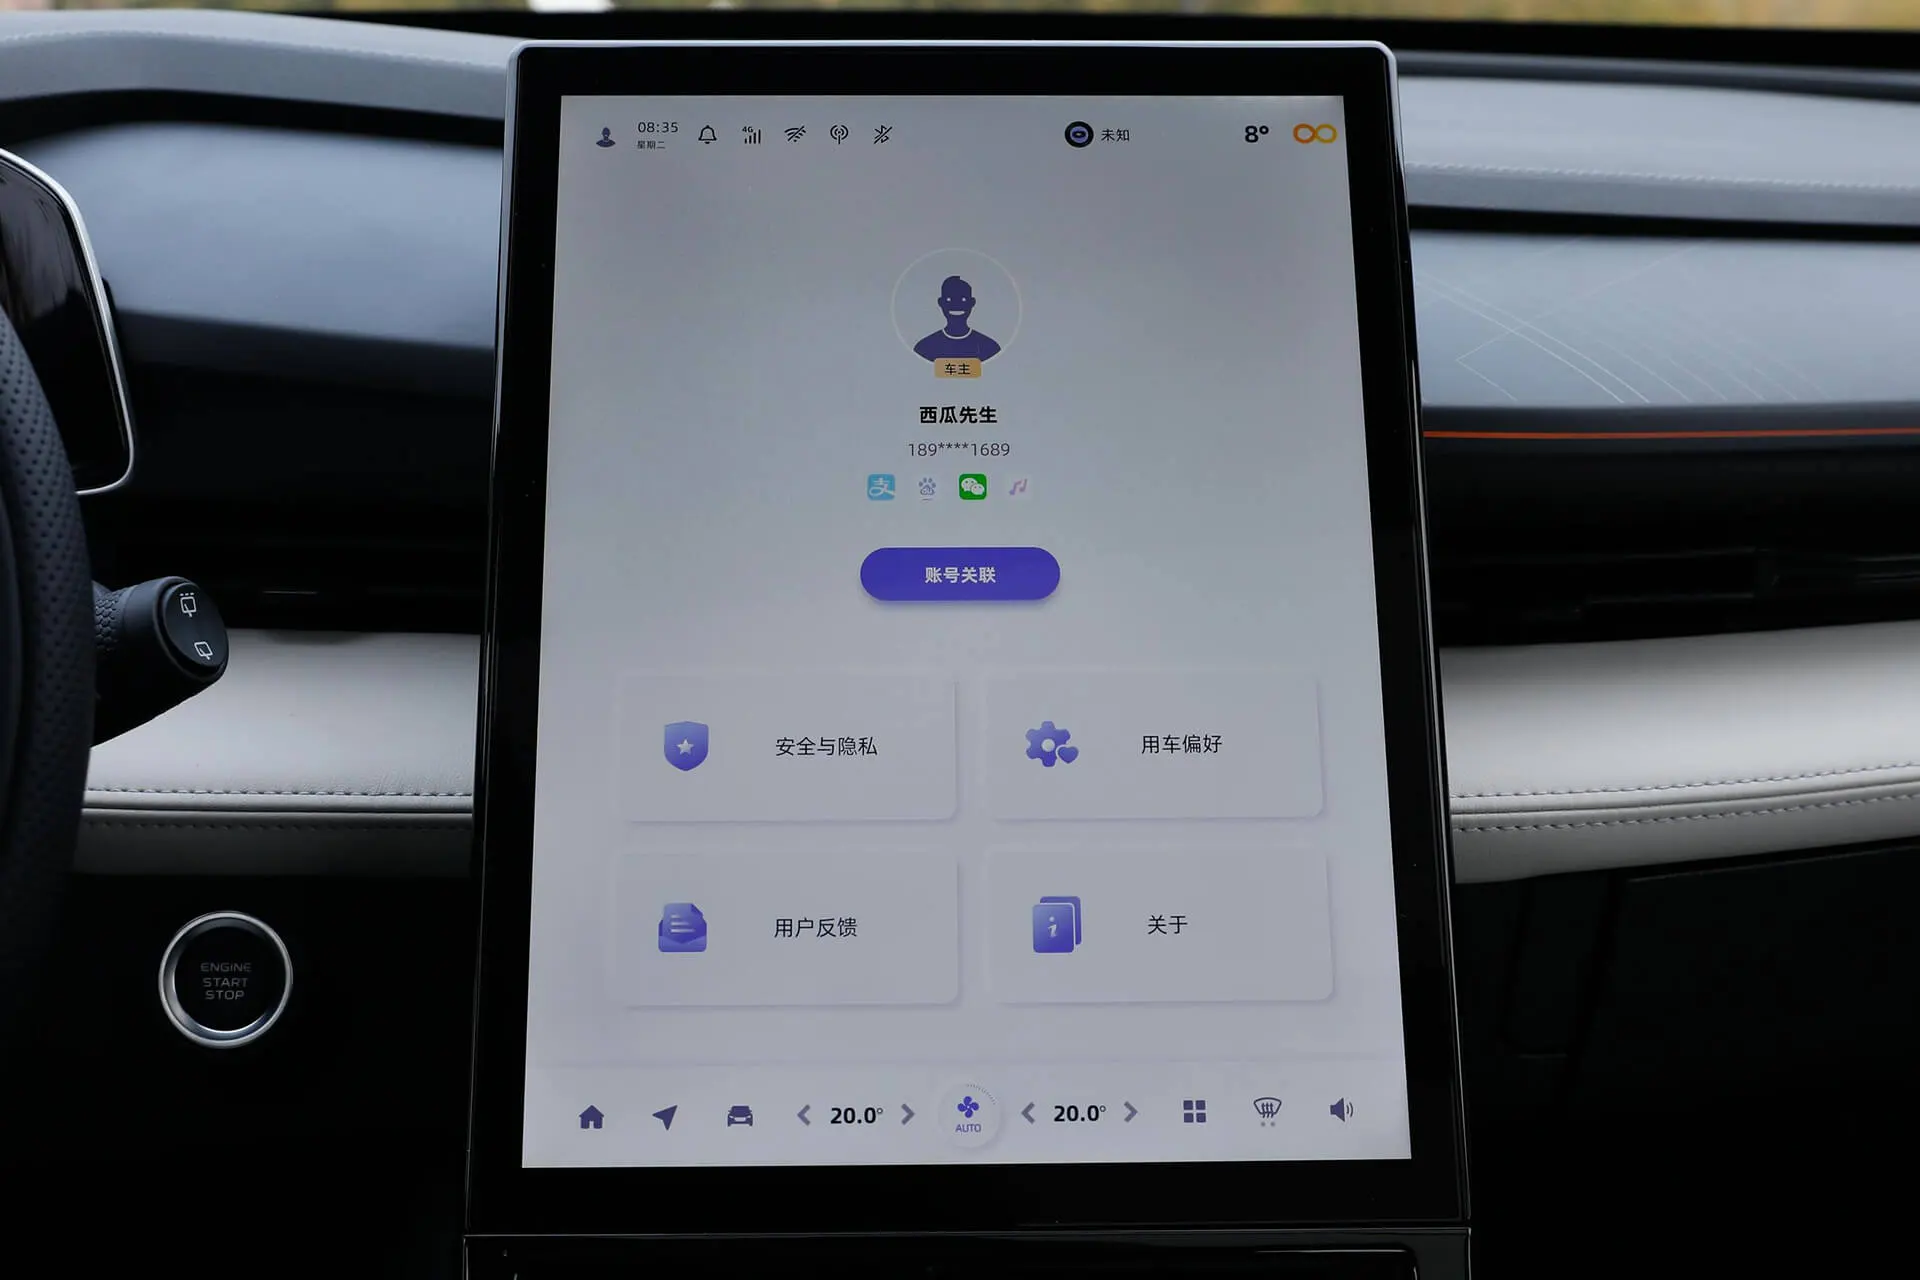 08:35
星期二
4G
未知
8°
车主
西瓜先生
189****1689
支
账号关联
安全与隐私
用车偏好
用户反馈
关于
20.0°
AUTO
20.0°
ENGINE
START
STOP